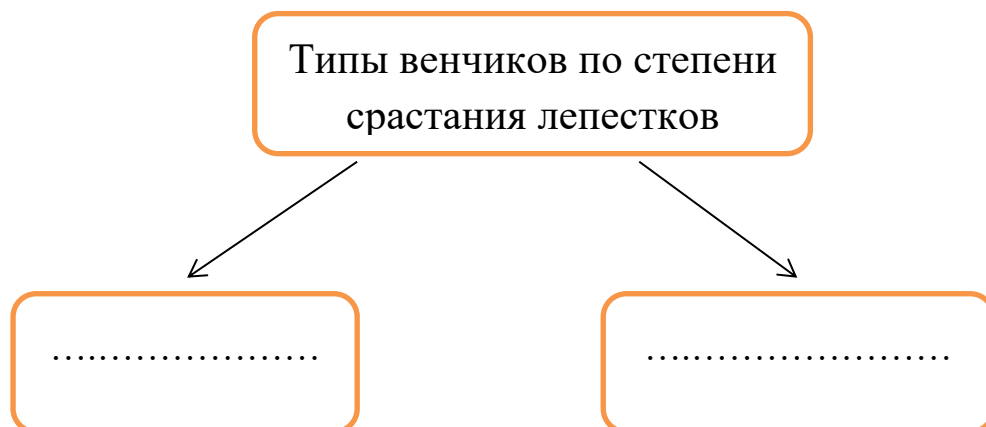 Типы венчиков по степени
срастания лепестков
…..………………
…..…………………